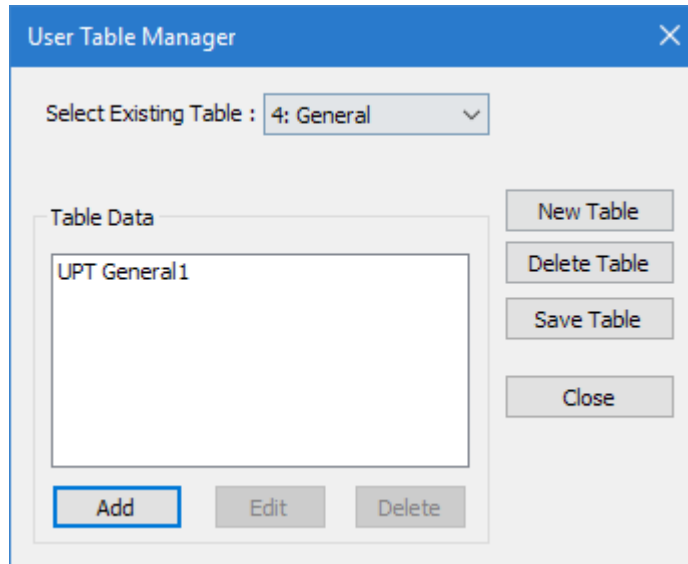 User Table Manager
Select Existing Table : 4: General
New Table
Table Data
Delete Table
UPT General1
Save Table
Close
Add Edit Delete